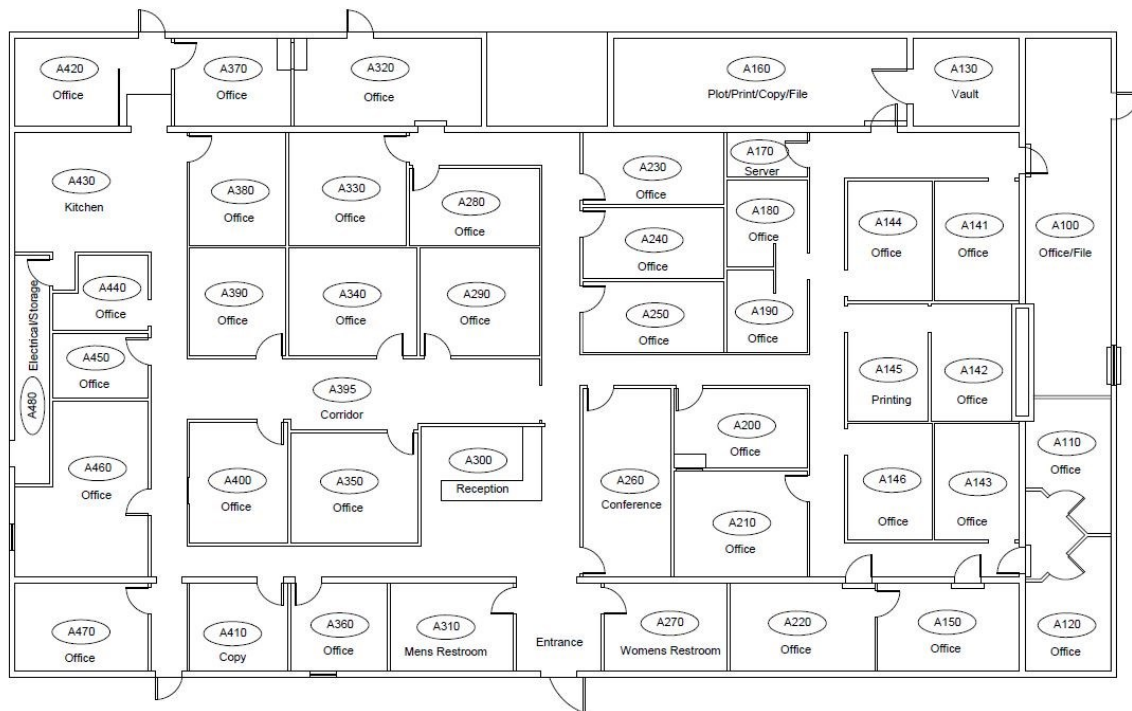 A420
Office
A370
Office
A320
Office
A160
Plot/Print/Copy/File
A130
Vault
A430
Kitchen
A380
Office
A330
Office
A280
Office
A230
Office
A170
Server
A180
Office
A144
Office
A141
Office
A100
Office/File
A240
Office
A440
Office
A390
Office
A340
Office
A290
Office
A250
Office
A190
Office
A480
Electrical/Storage
A450
Office
A395
Corridor
A145
Printing
A142
Office
A460
Office
A400
Office
A350
Office
A300
Reception
A260
Conference
A200
Office
A210
Office
A146
Office
A143
Office
A110
Office
A470
Office
A410
Copy
A360
Office
A310
Mens Restroom
Entrance
A270
Womens Restroom
A220
Office
A150
Office
A120
Office